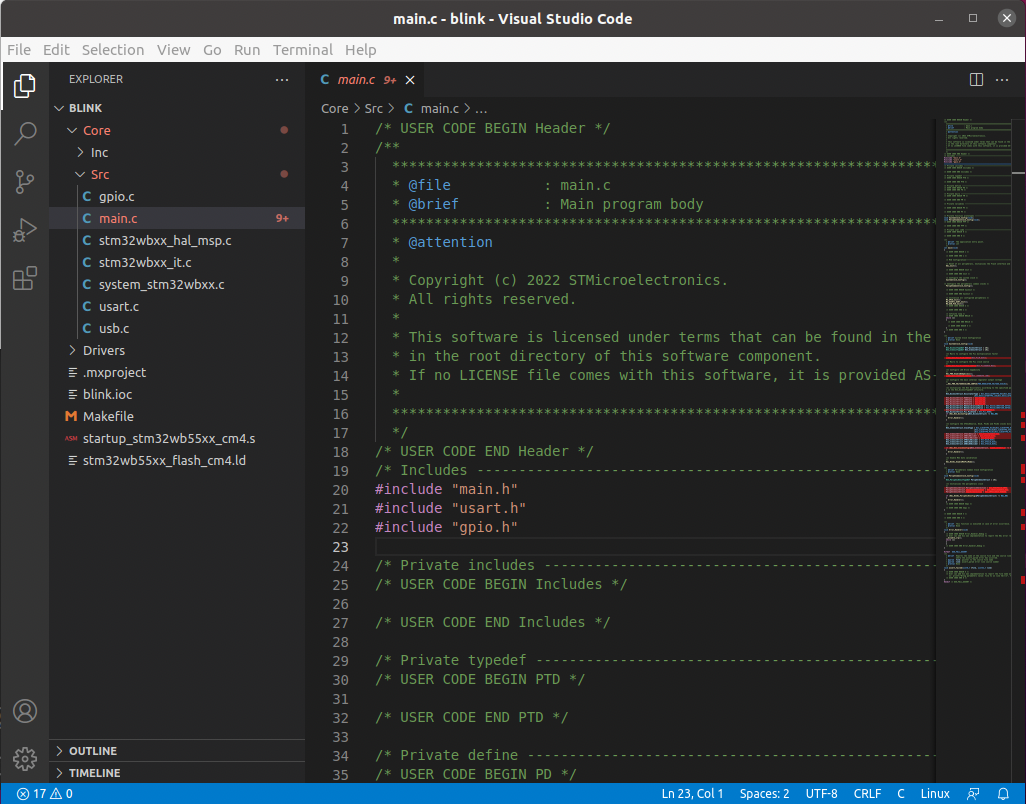 main.c - blink - Visual Studio Code
File Edit Selection View Go Run Terminal Help
EXPLORER
BLINK
Core
Inc
Src
gpio.c
main.c 9+
stm32wbxx_hal_msp.c
stm32wbxx_it.c
system_stm32wbxx.c
usart.c
usb.c
Drivers
.mxproject
blink.ioc
Makefile
startup_stm32wb55xx_cm4.s
stm32wb55xx_flash_cm4.ld
OUTLINE
TIMELINE
C main.c 9+
Core > Src > C main.c > ...
1 /* USER CODE BEGIN Header */
2 /**
3 ******************************************************************
4 * @file : main.c
5 * @brief : Main program body
6 ******************************************************************
7 * @attention
8 *
9 * Copyright (c) 2022 STMicroelectronics.
10 * All rights reserved.
11 *
12 * This software is licensed under terms that can be found in the
13 * in the root directory of this software component.
14 * If no LICENSE file comes with this software, it is provided AS-
15 *
16 ******************************************************************
17 */
18 /* USER CODE END Header */
19 /* Includes -------------------------------------------------------
20 #include "main.h"
21 #include "usart.h"
22 #include "gpio.h"
23
24 /* Private includes -----------------------------------------------
25 /* USER CODE BEGIN Includes */
26
27 /* USER CODE END Includes */
28
29 /* Private typedef ------------------------------------------------
30 /* USER CODE BEGIN PTD */
31
32 /* USER CODE END PTD */
33
34 /* Private define -------------------------------------------------
35 /* USER CODE BEGIN PD */
17 0 Ln 23, Col 1 Spaces: 2 UTF-8 CRLF C Linux